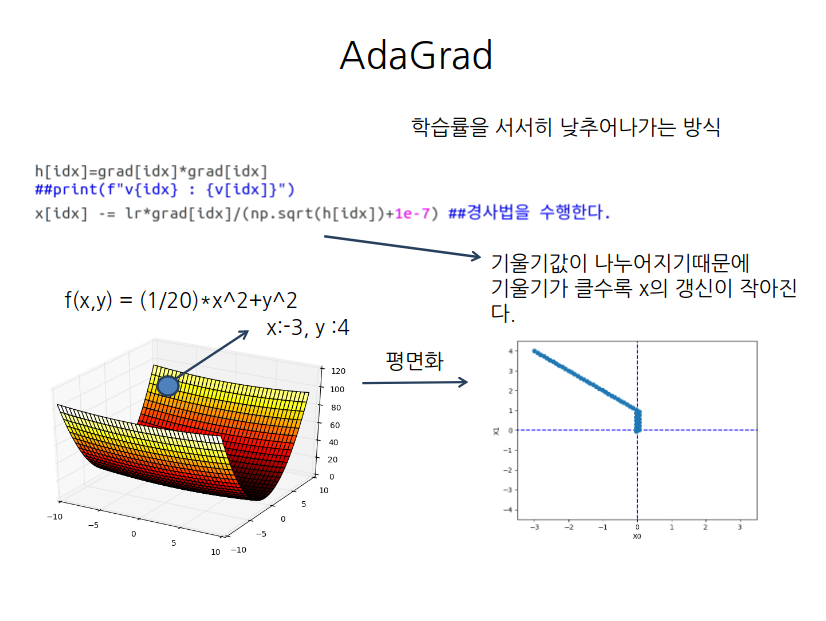 AdaGrad
학습률을 서서히 낮추어나가는 방식
h[idx]=grad[idx]*grad[idx]
##print(f"v{idx} : {v[idx]}")
x[idx] -= lr*grad[idx]/(np.sqrt(h[idx])+1e-7) ##경사법을 수행한다.
기울기값이 나누어지기때문에
기울기가 클수록 x의 갱신이 작아진
다.
f(x,y) = (1/20)*x^2+y^2
x:-3, y :4
평면화
120
100
80
60
40
20
0
10
5
0
−5
−10
−10
−5
0
5
10
4
3
2
1
0
−1
−2
−3
−4
X1
−3
−2
−1
0
1
2
3
X0